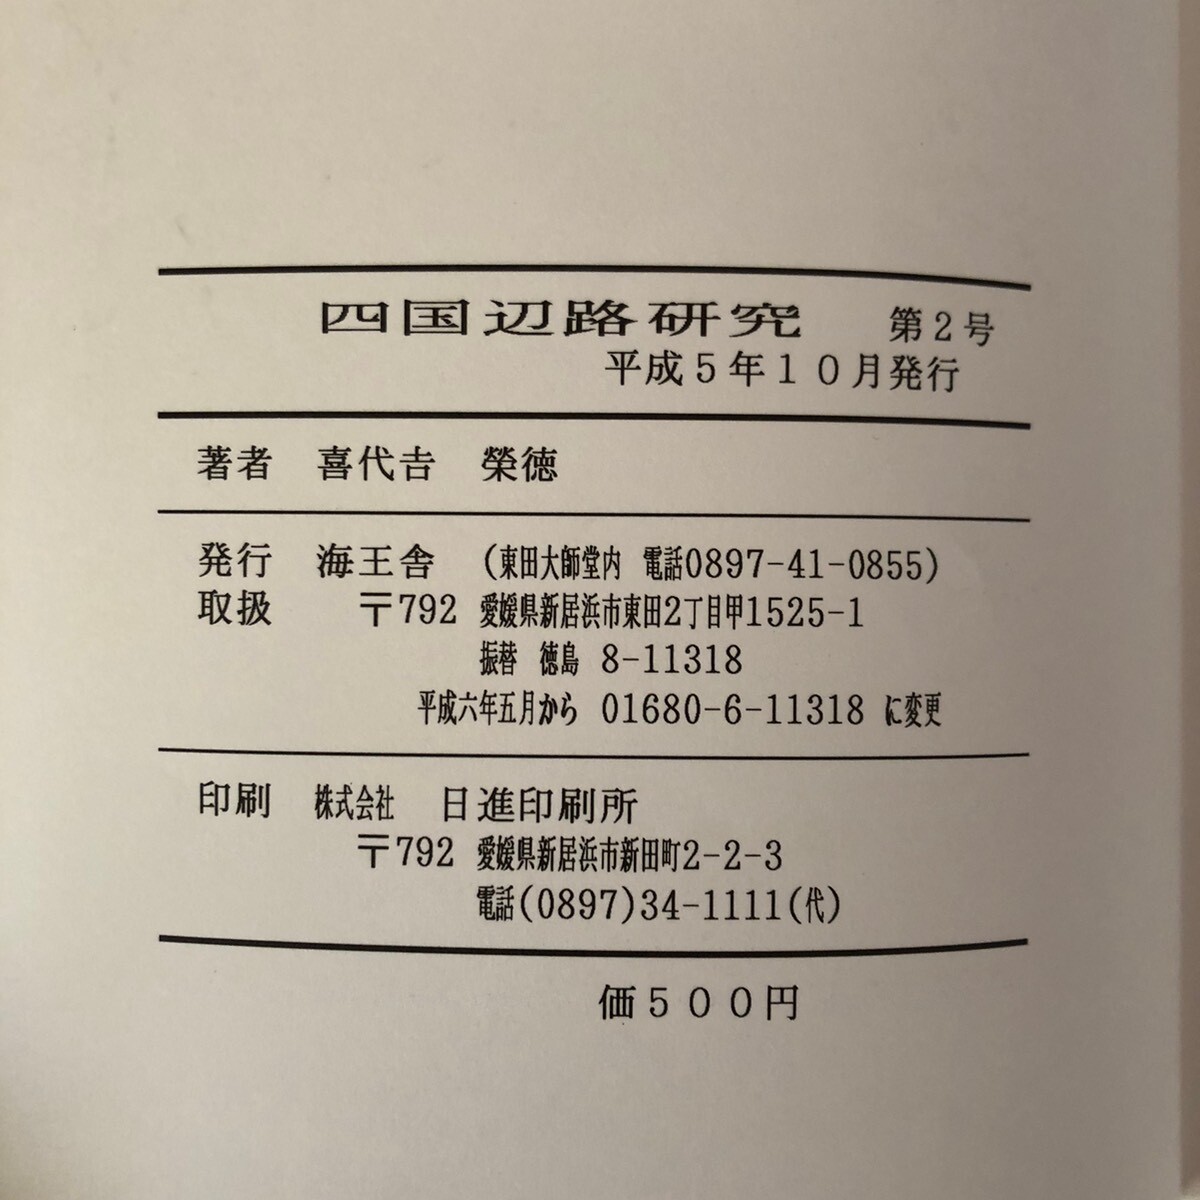 四国辺路研究　第２号
平成５年１０月発行
著者　喜代𠮷　榮徳
発行　海王舎　（東田大師堂内　電話0897-41-0855）
取扱　〒792　愛媛県新居浜市東田2丁目甲1525-1
振替　徳島　8-11318
平成六年五月から　01680-6-11318　に変更
印刷　株式会社　日進印刷所
〒792　愛媛県新居浜市新田町2-2-3
電話(0897)34-1111(代)
価５００円